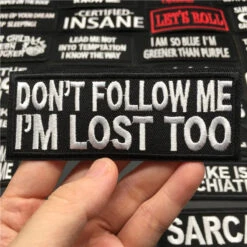 CERTIFIED
INSANE
LET'S ROLL!
LEAD ME NOT
INTO TEMPTATION
I KNOW THE WAY
I AM SO BLUE I'M
GREENER THAN PURPLE
DON'T FOLLOW ME
I'M LOST TOO
SARC